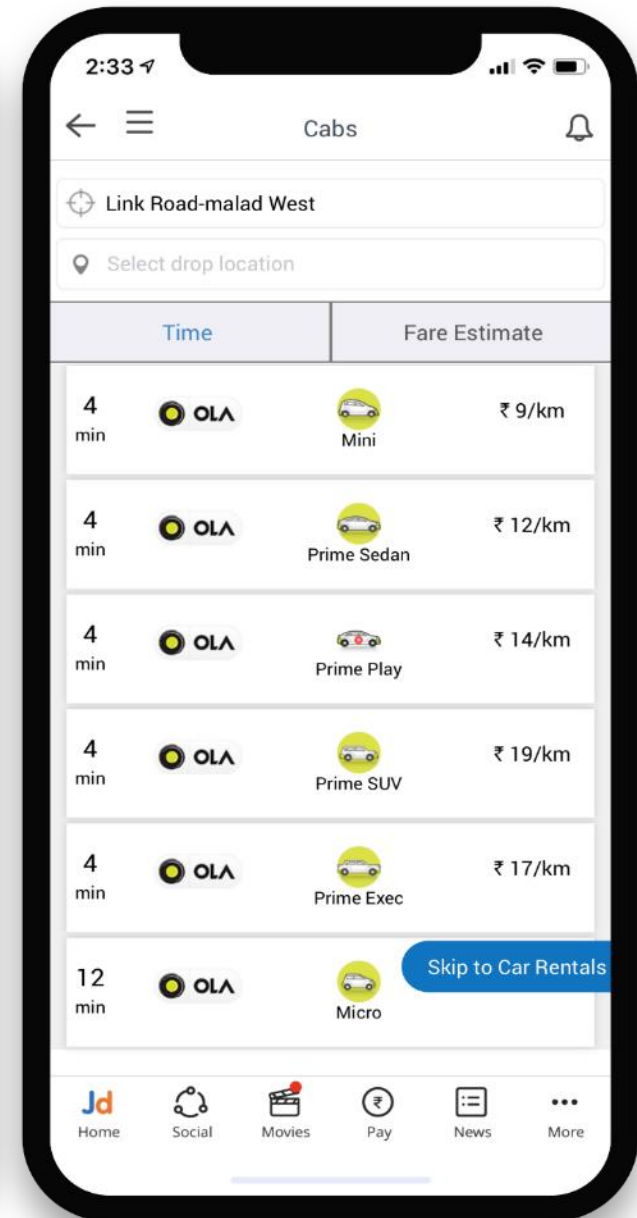 2:33
Cabs
Link Road-malad West
Select drop location
Time
Fare Estimate
4
min
OLA
Mini
₹ 9/km
4
min
OLA
Prime Sedan
₹ 12/km
4
min
OLA
Prime Play
₹ 14/km
4
min
OLA
Prime SUV
₹ 19/km
4
min
OLA
Prime Exec
₹ 17/km
12
min
OLA
Micro
Skip to Car Rentals
Jd
Home
Social
Movies
₹
Pay
News
More